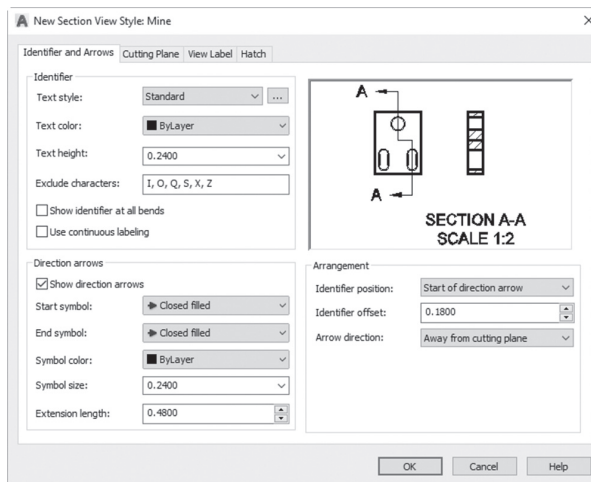 New Section View Style: Mine
Identifier and Arrows Cutting Plane View Label Hatch
Identifier
Text style: Standard ...
Text color: ByLayer
Text height: 0.2400
Exclude characters: I, O, Q, S, X, Z
Show identifier at all bends
Use continuous labeling
Direction arrows
Show direction arrows
Start symbol: Closed filled
End symbol: Closed filled
Symbol color: ByLayer
Symbol size: 0.2400
Extension length: 0.4800
A
A
SECTION A-A
SCALE 1:2
Arrangement
Identifier position: Start of direction arrow
Identifier offset: 0.1800
Arrow direction: Away from cutting plane
OK Cancel Help